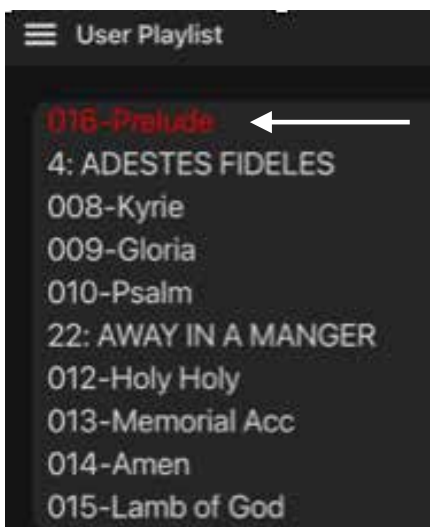 User Playlist
016-Prelude
4: ADESTES FIDELES
008-Kyrie
009-Gloria
010-Psalm
22: AWAY IN A MANGER
012-Holy Holy
013-Memorial Acc
014-Amen
015-Lamb of God